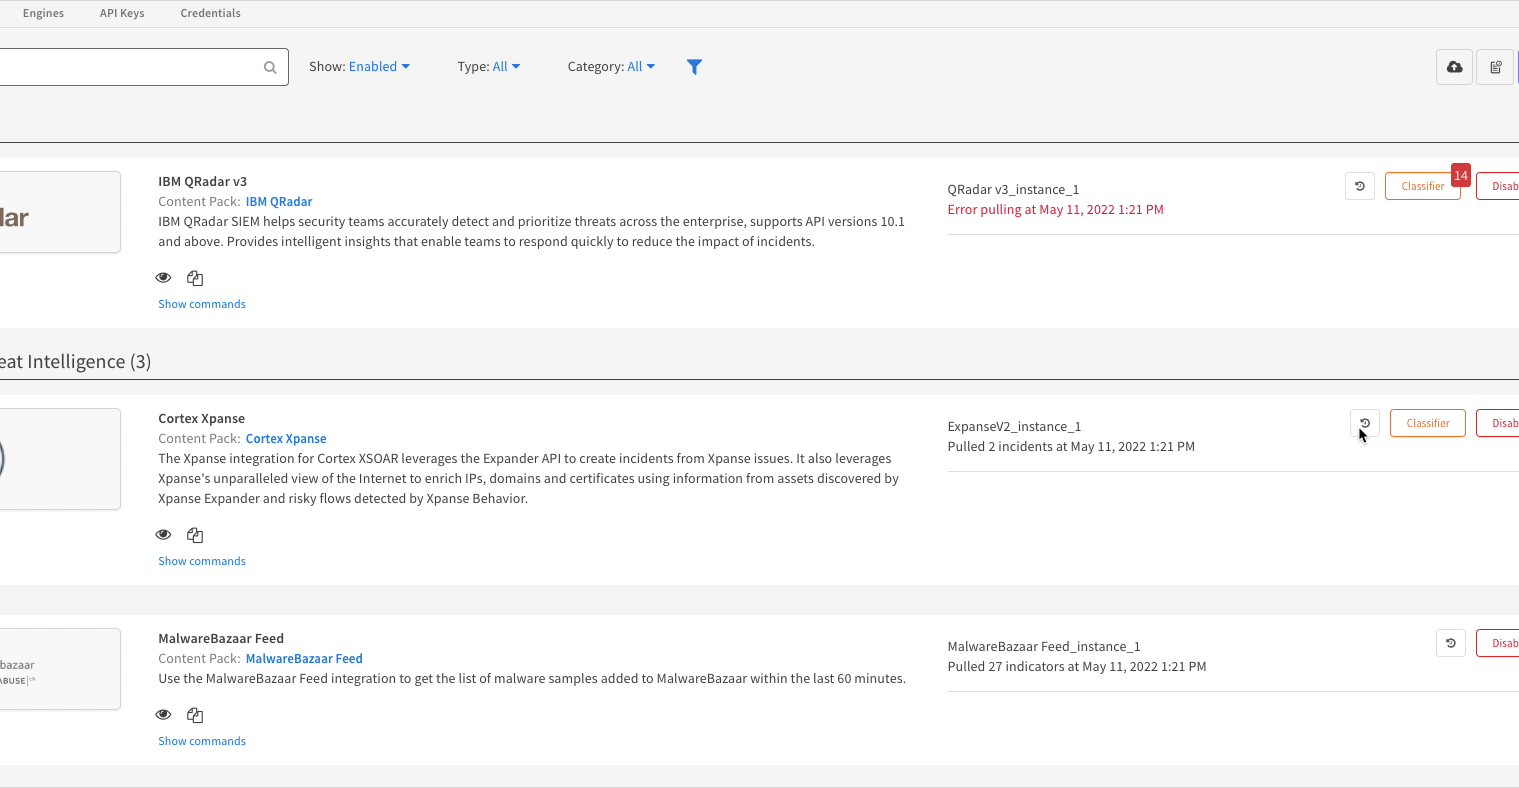 Engines API Keys Credentials
Show: Enabled Type: All Category: All
IBM QRadar v3
Content Pack: IBM QRadar
IBM QRadar SIEM helps security teams accurately detect and prioritize threats across the enterprise, supports API versions 10.1
and above. Provides intelligent insights that enable teams to respond quickly to reduce the impact of incidents.
Show commands
dar
QRadar v3_instance_1
Error pulling at May 11, 2022 1:21 PM
Classifier
14
Disab
eat Intelligence (3)
Cortex Xpanse
Content Pack: Cortex Xpanse
The Xpanse integration for Cortex XSOAR leverages the Expander API to create incidents from Xpanse issues. It also leverages
Xpanse's unparalleled view of the Internet to enrich IPs, domains and certificates using information from assets discovered by
Xpanse Expander and risky flows detected by Xpanse Behavior.
Show commands
ExpanseV2_instance_1
Pulled 2 incidents at May 11, 2022 1:21 PM
Classifier
Disab
MalwareBazaar Feed
Content Pack: MalwareBazaar Feed
Use the MalwareBazaar Feed integration to get the list of malware samples added to MalwareBazaar within the last 60 minutes.
Show commands
bazaar
ABUSE|ch
MalwareBazaar Feed_instance_1
Pulled 27 indicators at May 11, 2022 1:21 PM
Disab